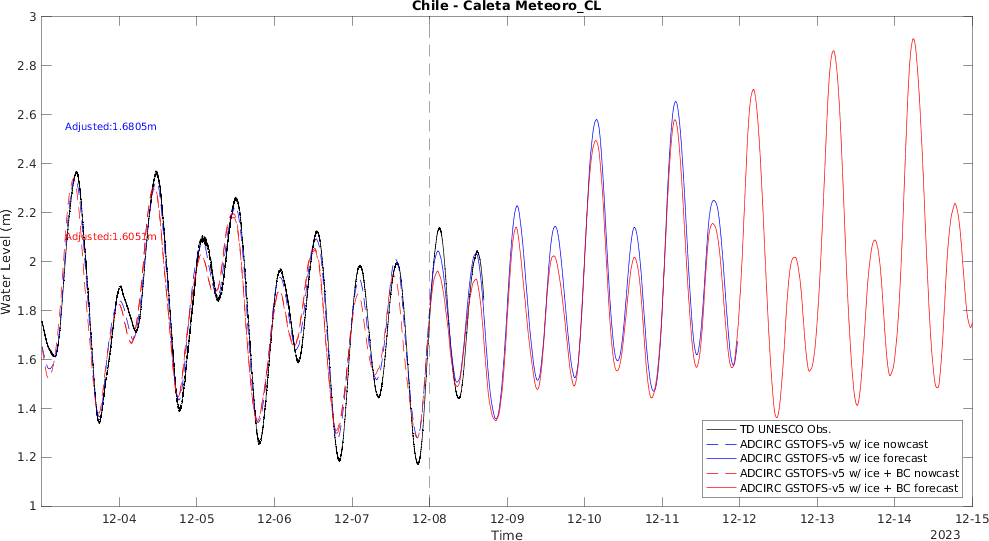 Chile - Caleta Meteoro_CL
3
2.8
2.6
2.4
2.2
2
1.8
1.6
1.4
1.2
1
Water Level (m)
Adjusted:1.6805m
Adjusted:1.6051m
TD UNESCO Obs.
ADCIRC GSTOFS-v5 w/ ice nowcast
ADCIRC GSTOFS-v5 w/ ice forecast
ADCIRC GSTOFS-v5 w/ ice + BC nowcast
ADCIRC GSTOFS-v5 w/ ice + BC forecast
12-04 12-05 12-06 12-07 12-08 12-09 12-10 12-11 12-12 12-13 12-14 12-15
Time
2023